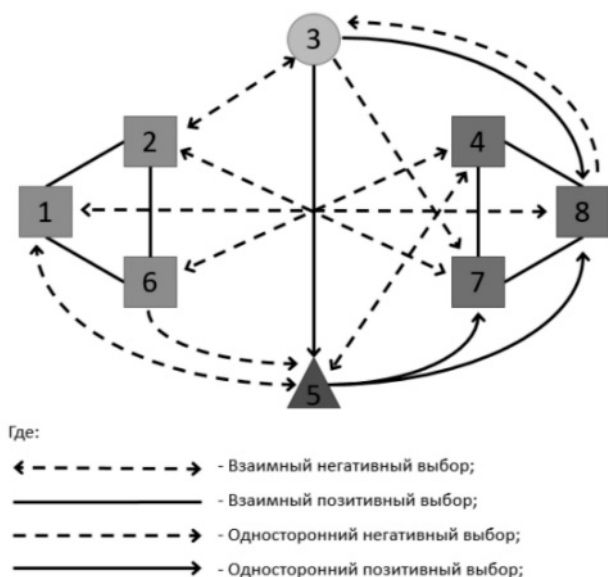 3
2
4
1
8
6
7
5
Где:
- Взаимный негативный выбор;
- Взаимный позитивный выбор;
- Односторонний негативный выбор;
- Односторонний позитивный выбор;